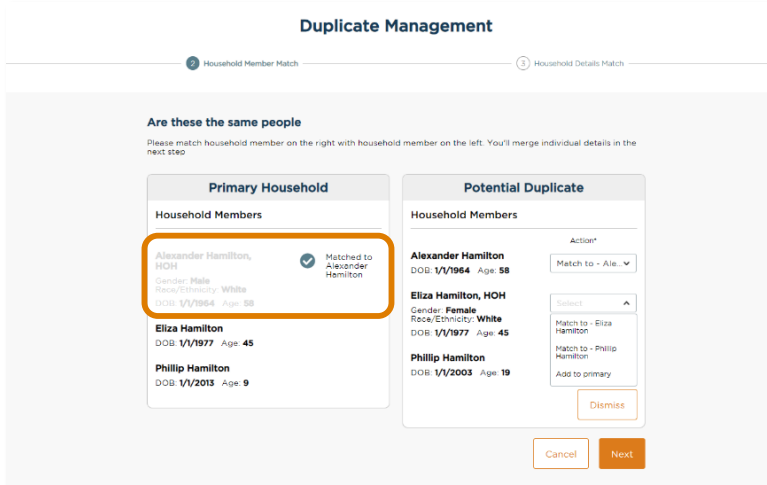 Duplicate Management
2 Household Member Match
3 Household Details Match
Are these the same people
Please match household member on the right with household member on the left. You'll merge individual details in the
next step
Primary Household
Household Members
Alexander Hamilton,
HOH
Gender: Male
Race/Ethnicity: White
DOB: 1/1/1964 Age: 58
Matched to
Alexander
Hamilton
Eliza Hamilton
DOB: 1/1/1977 Age: 45
Phillip Hamilton
DOB: 1/1/2013 Age: 9
Potential Duplicate
Household Members
Action*
Alexander Hamilton
DOB: 1/1/1964 Age: 58
Match to - Ale...
Eliza Hamilton, HOH
Gender: Female
Race/Ethnicity: White
DOB: 1/1/1977 Age: 45
Select
Match to - Eliza
Hamilton
Match to - Phillip
Hamilton
Add to primary
Phillip Hamilton
DOB: 1/1/2003 Age: 19
Dismiss
Cancel
Next